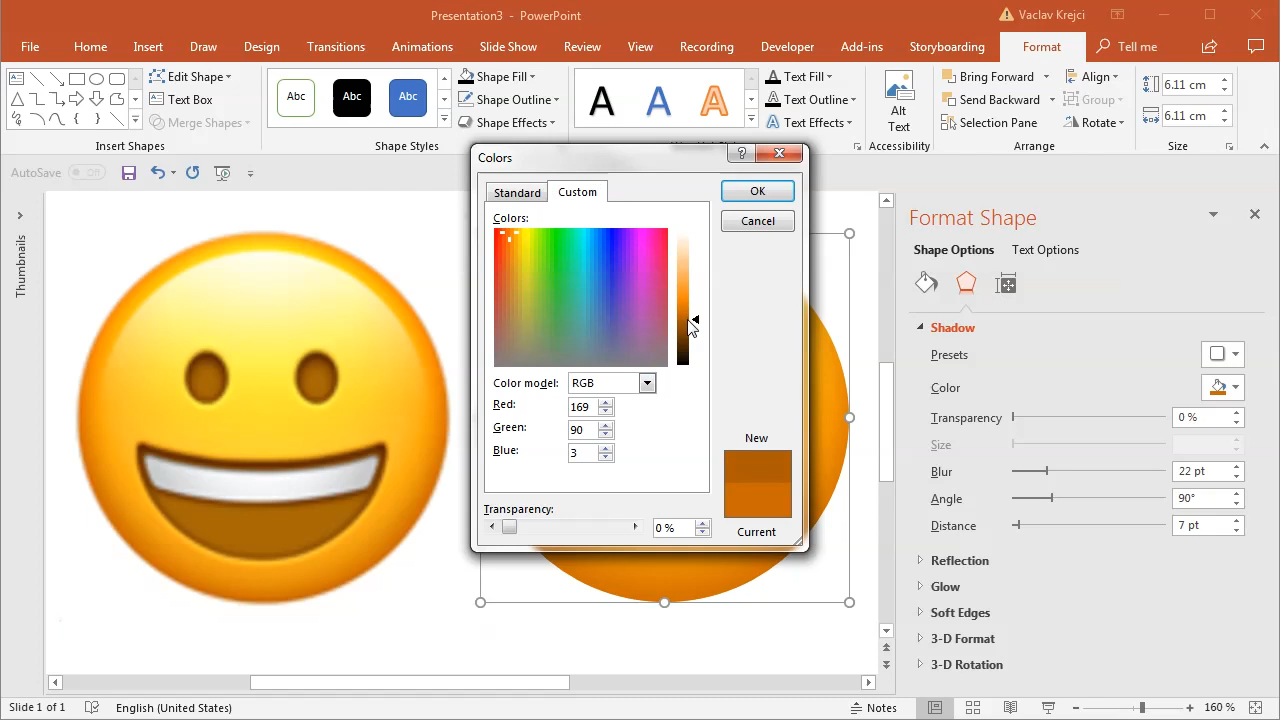 Presentation3 - PowerPoint
Vaclav Krejci
File Home Insert Draw Design Transitions Animations Slide Show Review View Recording Developer Add-ins Storyboarding Format Tell me
Edit Shape
Merge Shapes
Insert Shapes
Abc Abc Abc
Shape Fill
Shape Outline
Shape Effects
Shape Styles
A A A
Text Fill
Text Outline
Text Effects
Alt
Text
Accessibility
Bring Forward
Send Backward
Selection Pane
Align
Group
Rotate
Arrange
6.11 cm
6.11 cm
Size
AutoSave Off
Thumbnails
Colors
Standard Custom
Colors:
OK
Cancel
Color model: RGB
Red: 169
Green: 90
Blue: 3
New
Current
Transparency:
0 %
Format Shape
Shape Options Text Options
Shadow
Presets
Color
Transparency 0 %
Size
Blur 22 pt
Angle 90°
Distance 7 pt
Reflection
Glow
Soft Edges
3-D Format
3-D Rotation
Slide 1 of 1 English (United States) Notes 160 %